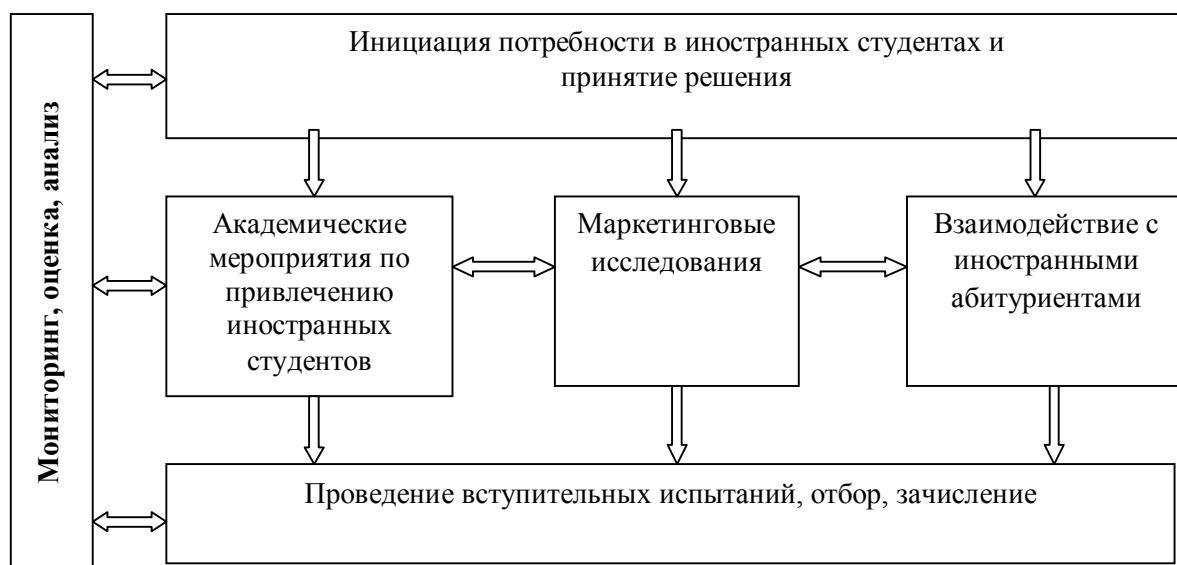 Мониторинг, оценка, анализ
Инициация потребности в иностранных студентах и
принятие решения
Академические
мероприятия по
привлечению
иностранных
студентов
Маркетинговые
исследования
Взаимодействие с
иностранными
абитуриентами
Проведение вступительных испытаний, отбор, зачисление